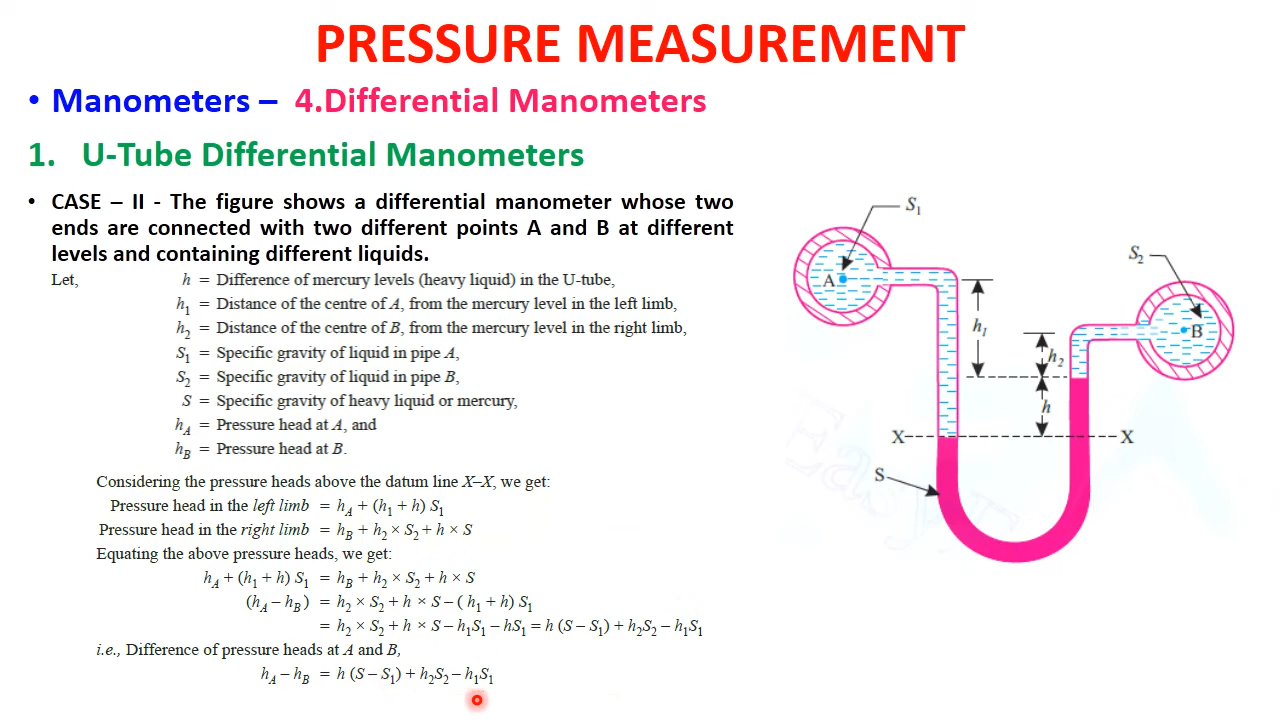 PRESSURE MEASUREMENT
• Manometers – 4.Differential Manometers
1. U-Tube Differential Manometers
• CASE – II - The figure shows a differential manometer whose two
ends are connected with two different points A and B at different
levels and containing different liquids.
Let, h = Difference of mercury levels (heavy liquid) in the U-tube,
h₁ = Distance of the centre of A, from the mercury level in the left limb,
h₂ = Distance of the centre of B, from the mercury level in the right limb,
S₁ = Specific gravity of liquid in pipe A,
S₂ = Specific gravity of liquid in pipe B,
S = Specific gravity of heavy liquid or mercury,
h_A = Pressure head at A, and
h_B = Pressure head at B.
Considering the pressure heads above the datum line X–X, we get:
Pressure head in the left limb = h_A + (h₁ + h) S₁
Pressure head in the right limb = h_B + h₂ × S₂ + h × S
Equating the above pressure heads, we get:
h_A + (h₁ + h) S₁ = h_B + h₂ × S₂ + h × S
(h_A – h_B) = h₂ × S₂ + h × S – ( h₁ + h) S₁
= h₂ × S₂ + h × S – h₁S₁ – hS₁ = h (S – S₁) + h₂S₂ – h₁S₁
i.e., Difference of pressure heads at A and B,
h_A – h_B = h (S – S₁) + h₂S₂ – h₁S₁
S₁
S₂
A
B
h₁
h₂
h
X
X
S